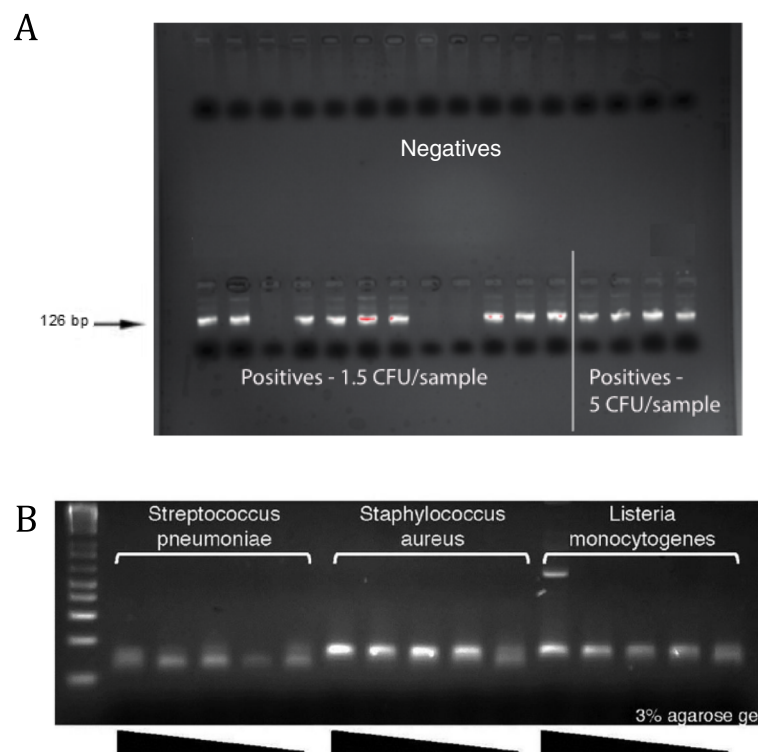 A
Negatives
126 bp
Positives - 1.5 CFU/sample
Positives -
5 CFU/sample
B
Streptococcus
pneumoniae
Staphylococcus
aureus
Listeria
monocytogenes
3% agarose ge